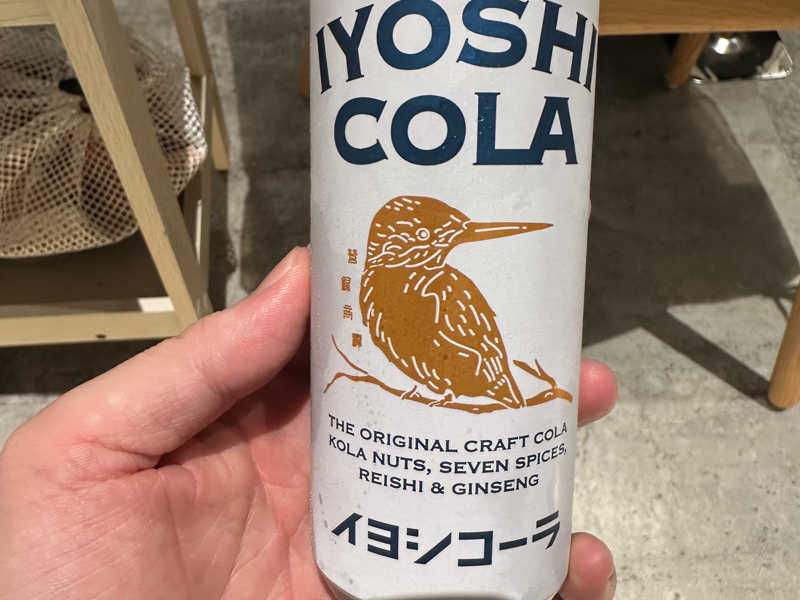 IYOSHI
COLA
THE ORIGINAL CRAFT COLA
KOLA NUTS, SEVEN SPICES,
REISHI & GINSENG
イヨシコーラ